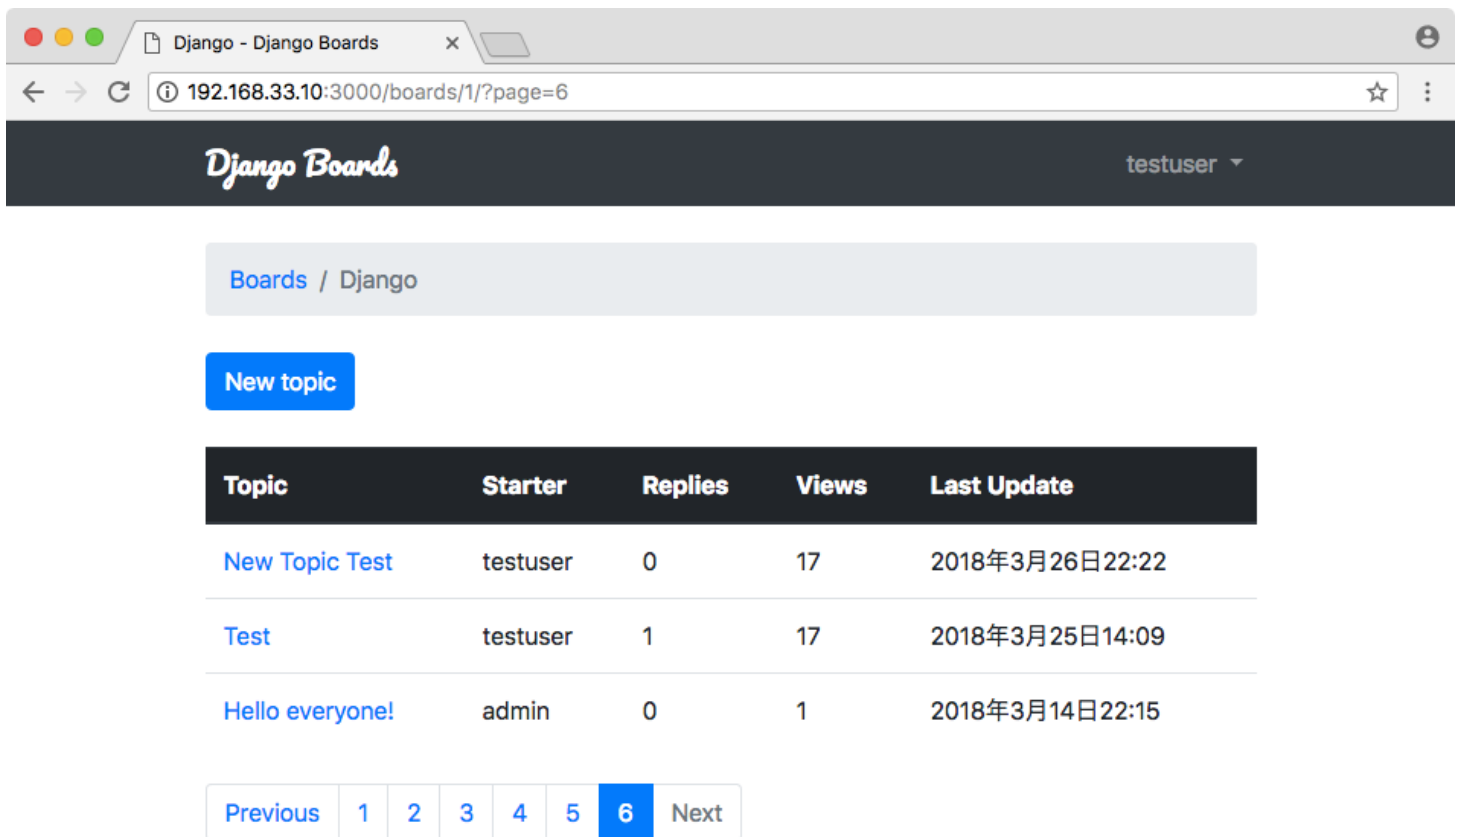 Django - Django Boards
192.168.33.10:3000/boards/1/?page=6
Django Boards testuser
Boards / Django
New topic
Topic Starter Replies Views Last Update
New Topic Test testuser 0 17 2018年3月26日22:22
Test testuser 1 17 2018年3月25日14:09
Hello everyone! admin 0 1 2018年3月14日22:15
Previous 1 2 3 4 5 6 Next